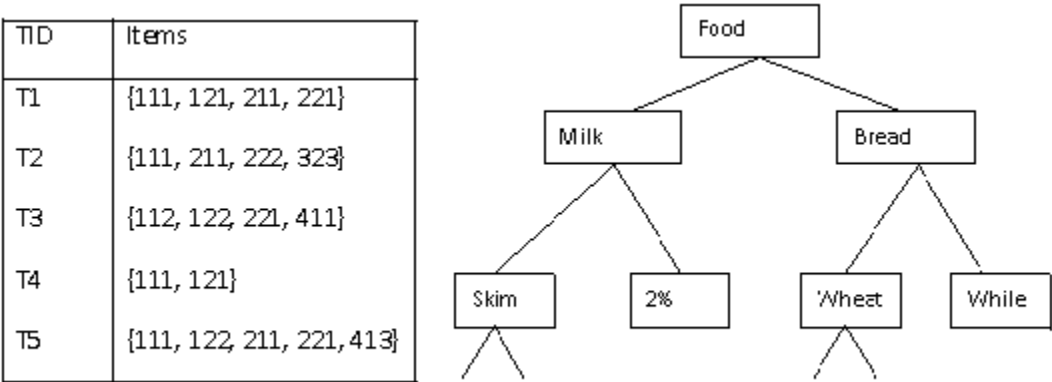 TID Items
T1 {111, 121, 211, 221}
T2 {111, 211, 222, 323}
T3 {112, 122, 221, 411}
T4 {111, 121}
T5 {111, 122, 211, 221, 413}
Food
Milk Bread
Skim 2% Wheat While